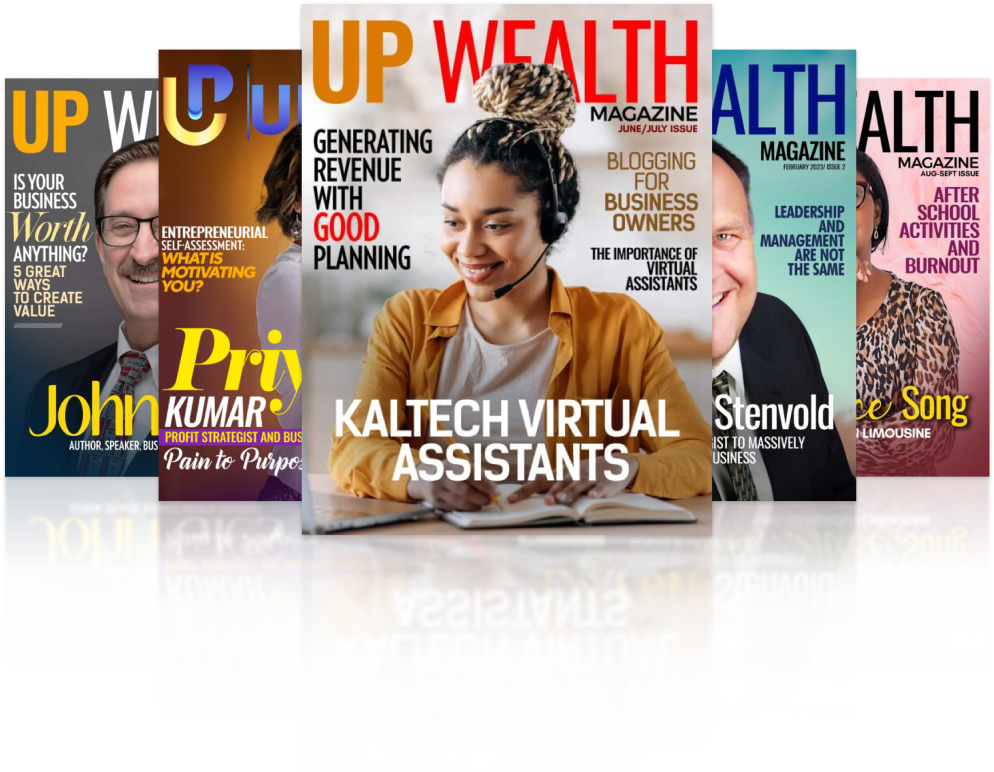 UP W
IS YOUR
BUSINESS
Worth
ANYTHING?
5 GREAT
WAYS
TO CREATE
VALUE
John
AUTHOR, SPEAKER, BUS
UP
U
ENTREPRENEURIAL
SELF-ASSESSMENT:
WHAT IS
MOTIVATING
YOU?
Priy
KUMAR
PROFIT STRATEGIST AND BUS
Pain to Purpos
UP WEALTH
MAGAZINE
JUNE/JULY ISSUE
GENERATING
REVENUE
WITH
GOOD
PLANNING
BLOGGING
FOR
BUSINESS
OWNERS
THE IMPORTANCE OF
VIRTUAL
ASSISTANTS
KALTECH VIRTUAL
ASSISTANTS
ALTH
MAGAZINE
FEBRUARY 2023/ ISSUE 2
LEADERSHIP
AND
MANAGEMENT
ARE NOT
THE SAME
Stenvold
IST TO MASSIVELY
USINESS
ALTH
MAGAZINE
AUG-SEPT ISSUE
AFTER
SCHOOL
ACTIVITIES
AND
BURNOUT
ce Song
LIMOUSINE